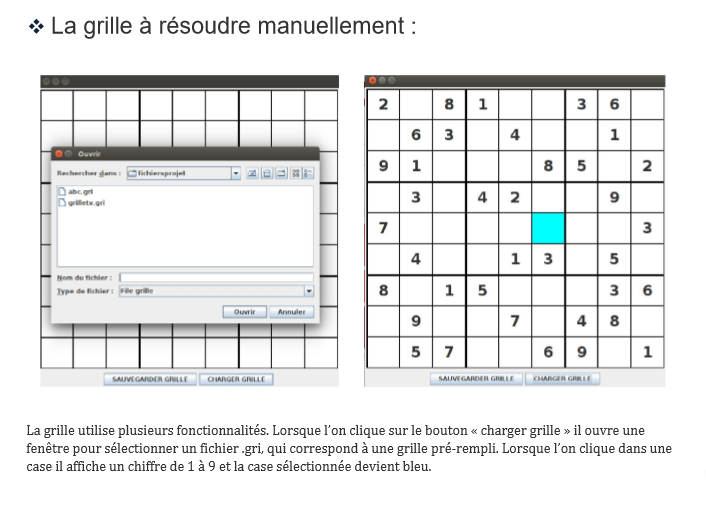 ❖ La grille à résoudre manuellement :
Ouvrir
Rechercher dans : fichiersprojet
abc.gri
grilletv.gri
Nom du fichier :
Type de fichier : File grille
Ouvrir Annuler
SAUVEGARDER GRILLE CHARGER GRILLE
2 8 1 3 6
6 3 4 1
9 1 8 5 2
3 4 2 9
7 3
4 1 3 5
8 1 5 3 6
9 7 4 8
5 7 6 9 1
SAUVEGARDER GRILLE CHARGER GRILLE
La grille utilise plusieurs fonctionnalités. Lorsque l'on clique sur le bouton « charger grille » il ouvre une
fenêtre pour sélectionner un fichier .gri, qui correspond à une grille pré-rempli. Lorsque l'on clique dans une
case il affiche un chiffre de 1 à 9 et la case sélectionnée devient bleu.